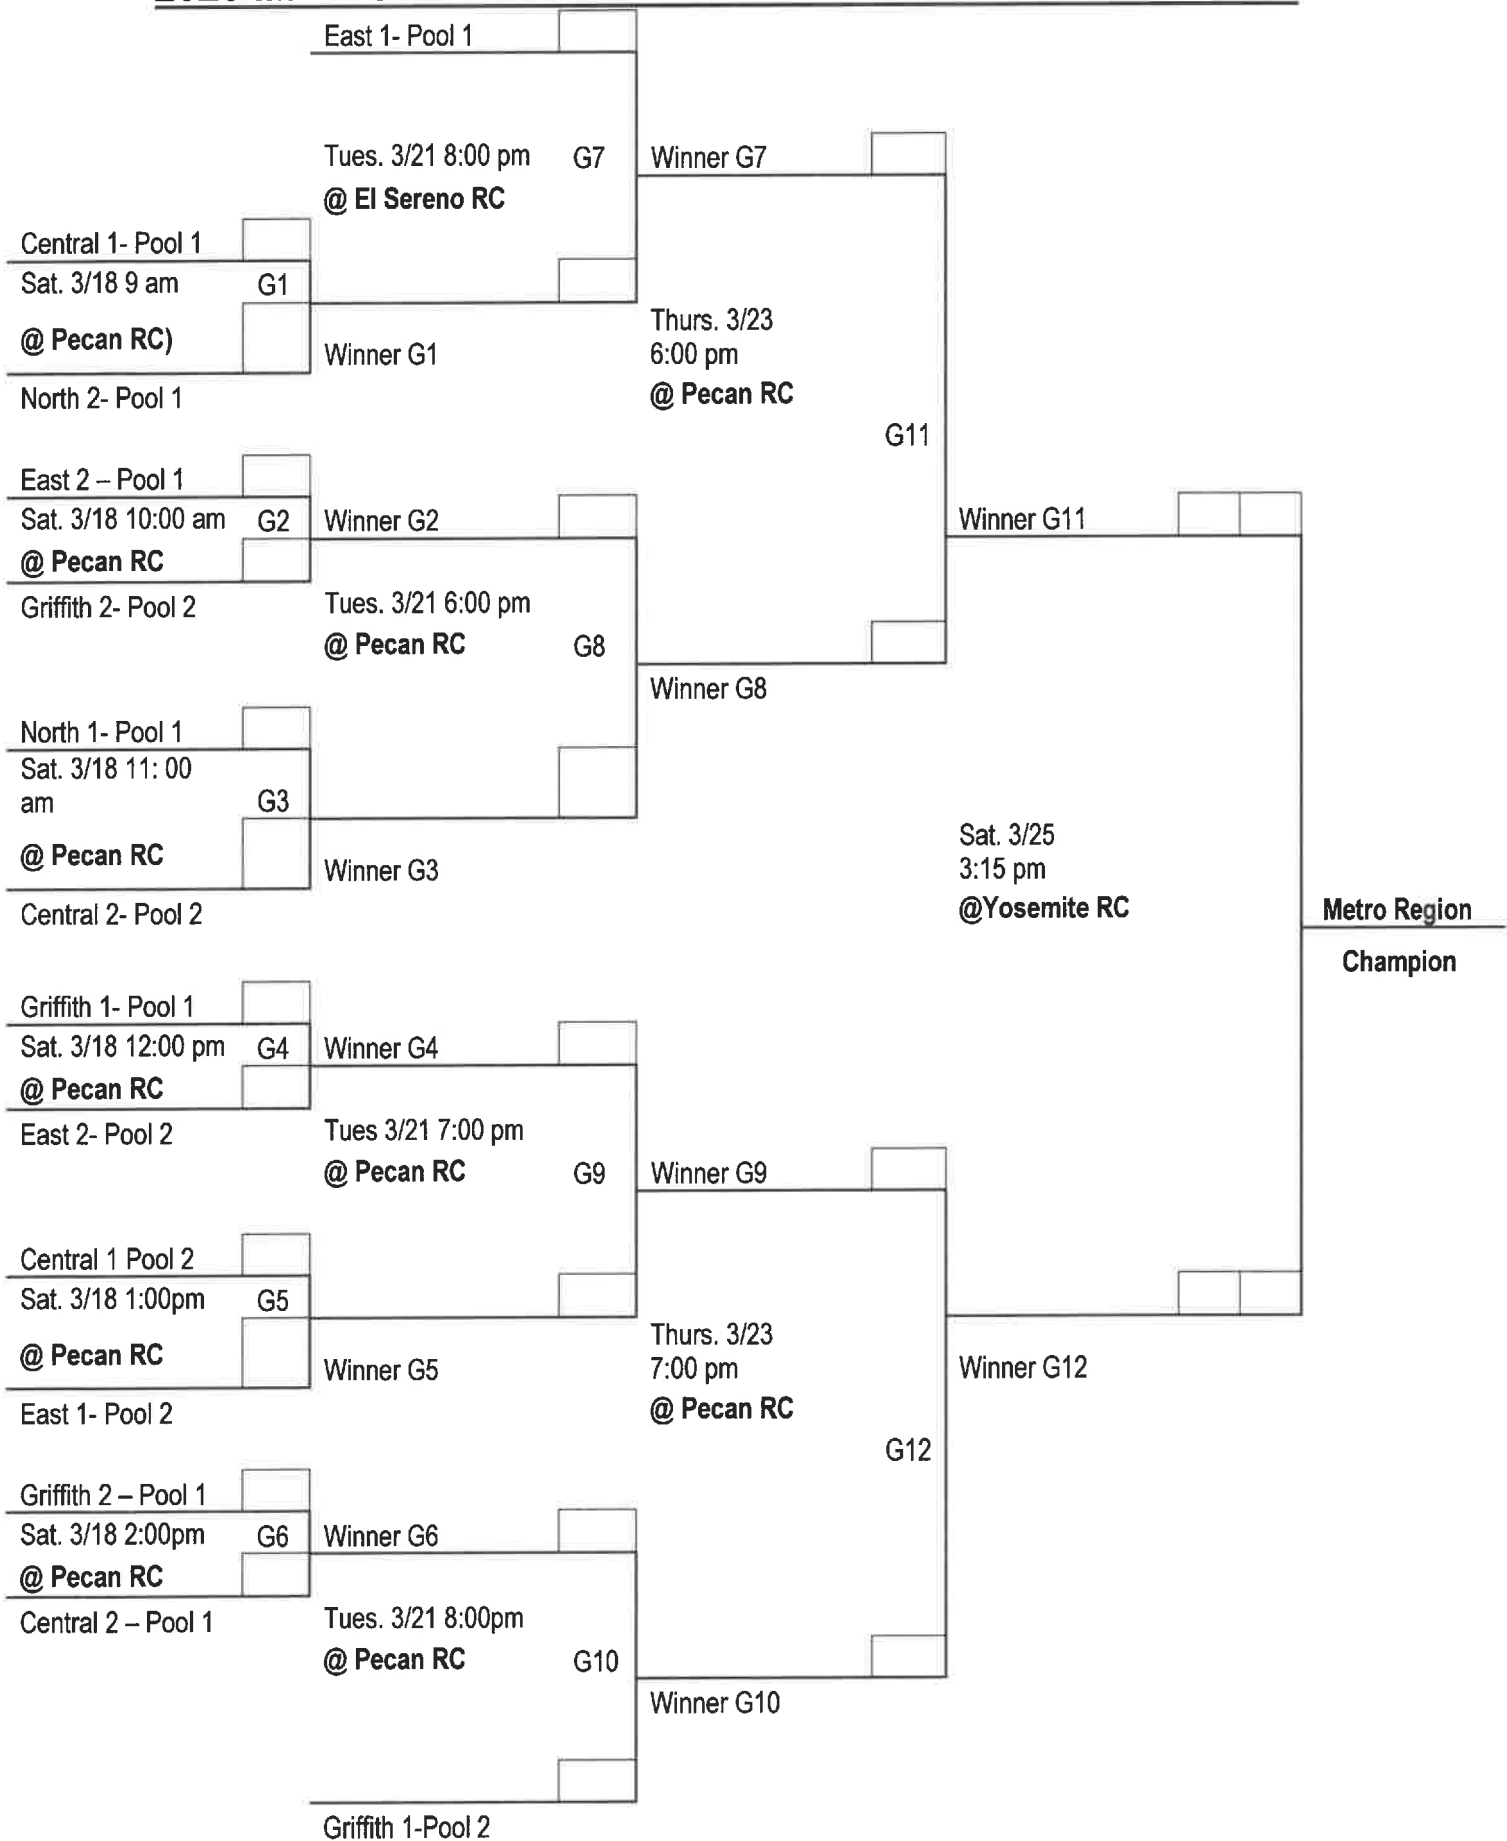 East 1- Pool 1
Tues. 3/21 8:00 pm
G7
@ El Sereno RC
Winner G7
Central 1- Pool 1
Sat. 3/18 9 am
G1
@ Pecan RC)
Winner G1
North 2- Pool 1
Thurs. 3/23
6:00 pm
@ Pecan RC
G11
East 2 – Pool 1
Sat. 3/18 10:00 am
G2
Winner G2
@ Pecan RC
Griffith 2- Pool 2
Winner G11
Tues. 3/21 6:00 pm
@ Pecan RC
G8
Winner G8
North 1- Pool 1
Sat. 3/18 11: 00
am
G3
@ Pecan RC
Winner G3
Central 2- Pool 2
Sat. 3/25
3:15 pm
@Yosemite RC
Metro Region
Champion
Griffith 1- Pool 1
Sat. 3/18 12:00 pm
G4
Winner G4
@ Pecan RC
East 2- Pool 2
Tues 3/21 7:00 pm
@ Pecan RC
G9
Winner G9
Central 1 Pool 2
Sat. 3/18 1:00pm
G5
@ Pecan RC
Winner G5
East 1- Pool 2
Thurs. 3/23
7:00 pm
@ Pecan RC
G12
Winner G12
Griffith 2 – Pool 1
Sat. 3/18 2:00pm
G6
Winner G6
@ Pecan RC
Central 2 – Pool 1
Tues. 3/21 8:00pm
@ Pecan RC
G10
Winner G10
Griffith 1-Pool 2